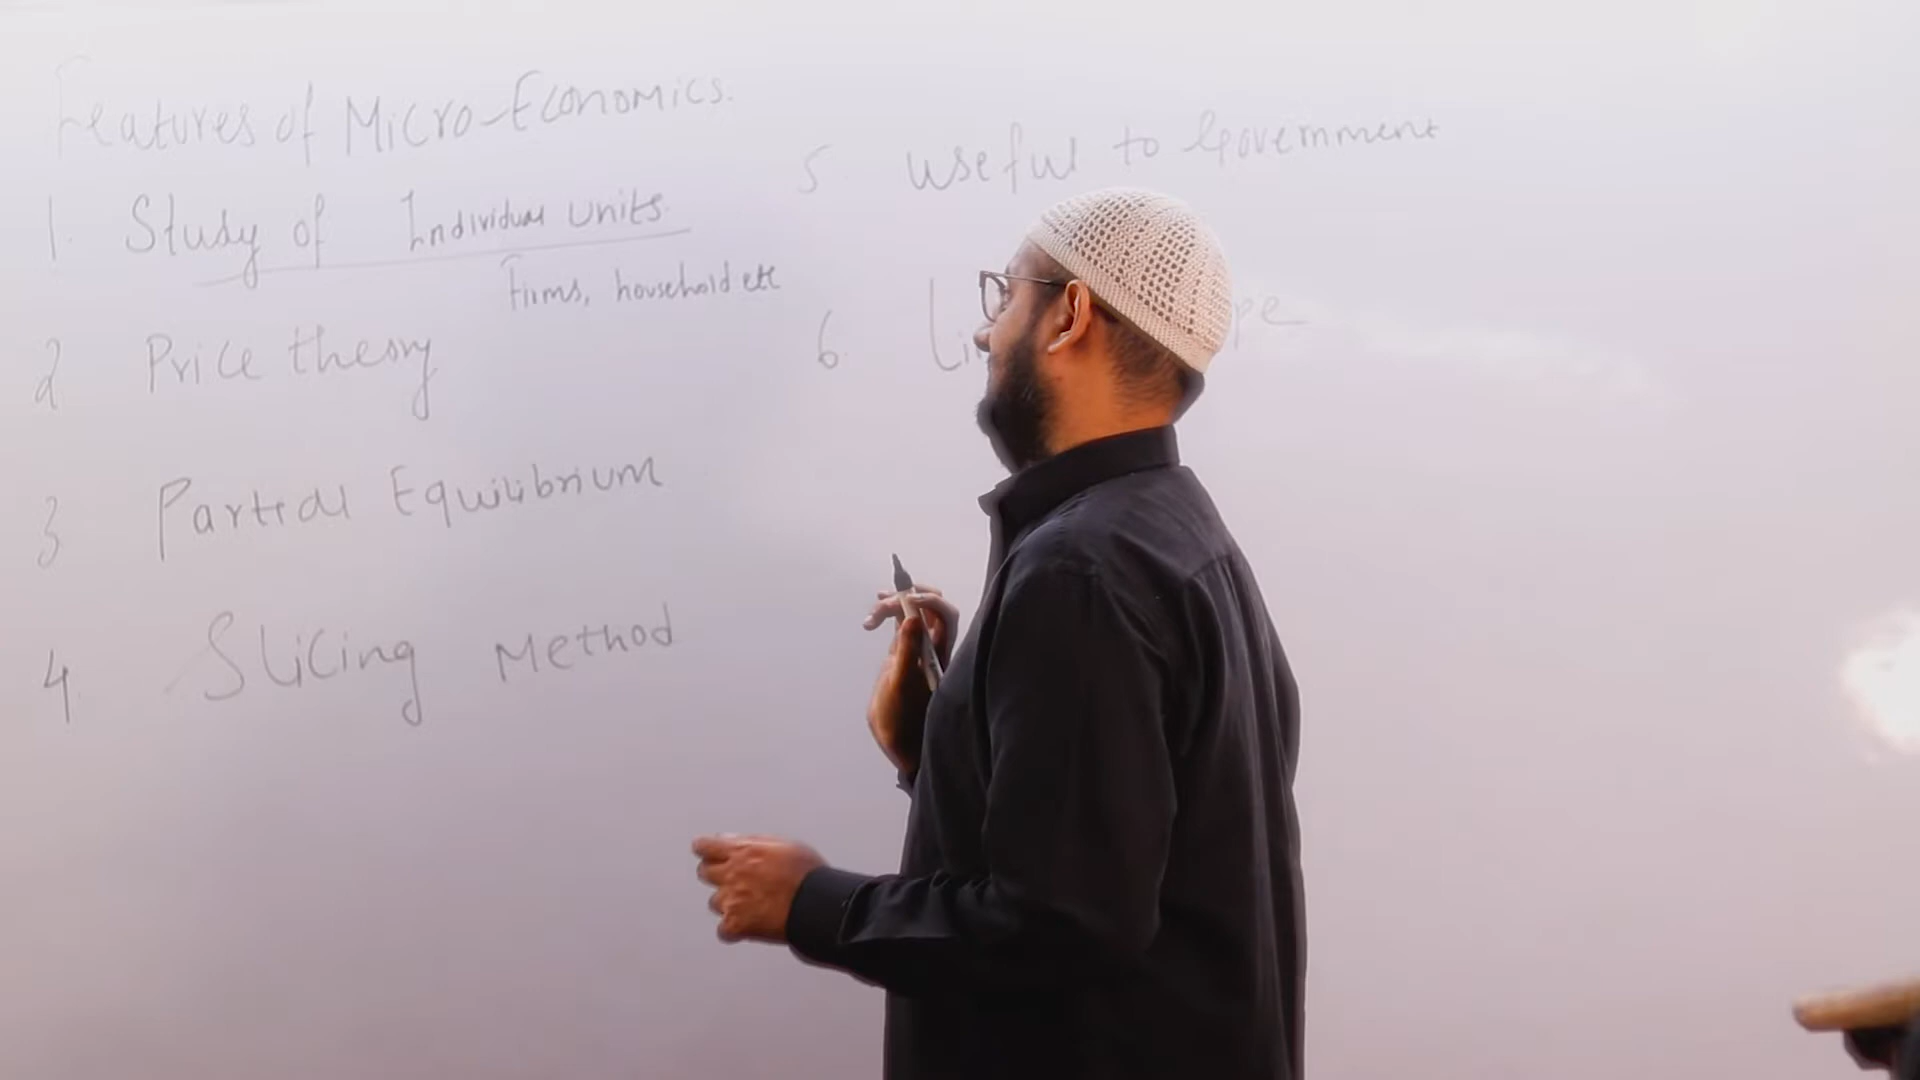 Features of Micro-Economics.
1. Study of Individual units.
Firms, household etc
2 Price theory
3 Partial Equilibrium
4. Slicing Method
5 useful to Government
6.